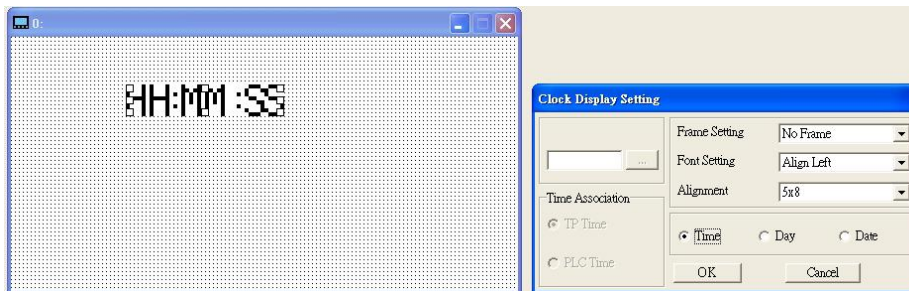 0:
HH:MM :SS
Clock Display Setting
Frame Setting
No Frame
Font Setting
Align Left
...
Alignment
5x8
Time Association
TP Time
PLC Time
Time
Day
Date
OK
Cancel